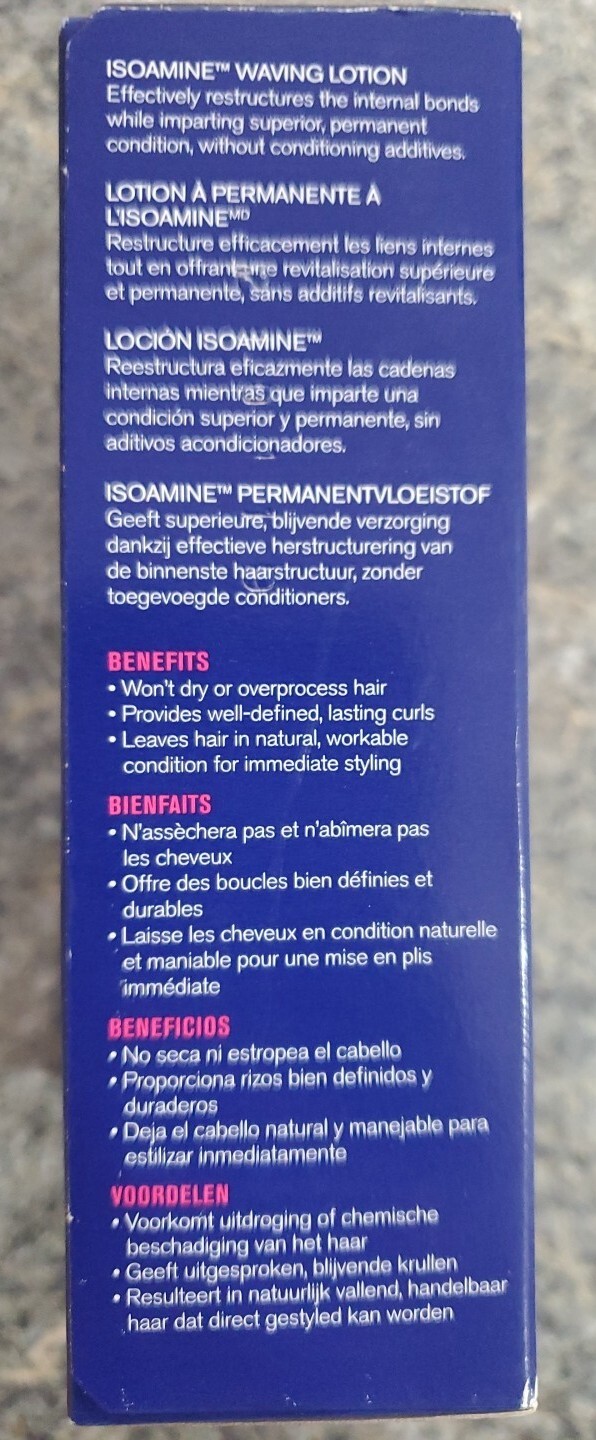 ISOAMINE™ WAVING LOTION
Effectively restructures the internal bonds
while imparting superior, permanent
condition, without conditioning additives.
LOTION À PERMANENTE À
L'ISOAMINEᴹᴰ
Restructure efficacement les liens internes
tout en offrant une revitalisation supérieure
et permanente, sans additifs revitalisants.
LOCIÓN ISOAMINE™
Reestructura eficazmente las cadenas
internas mientras que imparte una
condición superior y permanente, sin
aditivos acondicionadores.
ISOAMINE™ PERMANENTVLOEISTOF
Geeft superieure, blijvende verzorging
dankzij effectieve herstructurering van
de binnenste haarstructuur, zonder
toegevoegde conditioners.
BENEFITS
• Won't dry or overprocess hair
• Provides well-defined, lasting curls
• Leaves hair in natural, workable
condition for immediate styling
BIENFAITS
• N'assèchera pas et n'abîmera pas
les cheveux
• Offre des boucles bien définies et
durables
• Laisse les cheveux en condition naturelle
et maniable pour une mise en plis
immédiate
BENEFICIOS
• No seca ni estropea el cabello
• Proporciona rizos bien definidos y
duraderos
• Deja el cabello natural y manejable para
estilizar inmediatamente
VOORDELEN
• Voorkomt uitdroging of chemische
beschadiging van het haar
• Geeft uitgesproken, blijvende krullen
• Resulteert in natuurlijk vallend, handelbaar
haar dat direct gestyled kan worden